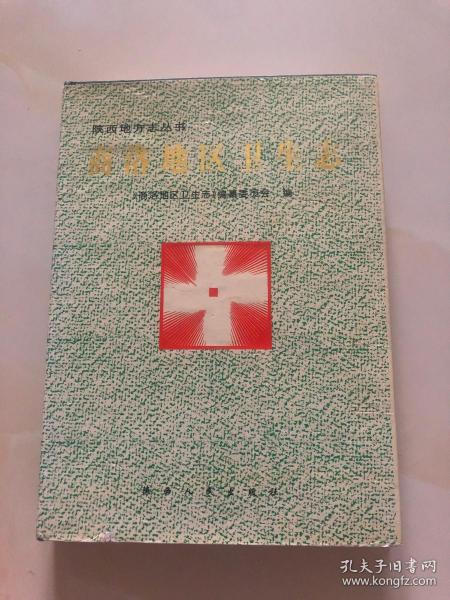 陕西地方志丛书
商洛地区卫生志
《商洛地区卫生志》编纂委员会 编
陕西人民出版社
孔夫子旧书网
www.kongfz.com